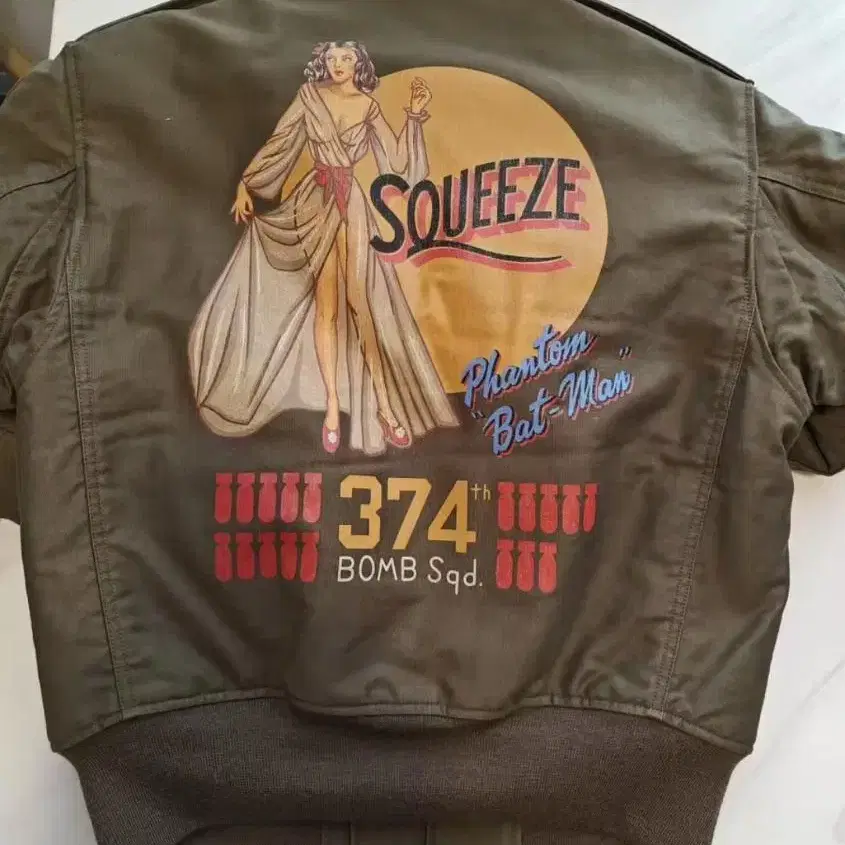 SQUEEZE
Phantom
"Bat-Man"
374th
BOMB Sqd.